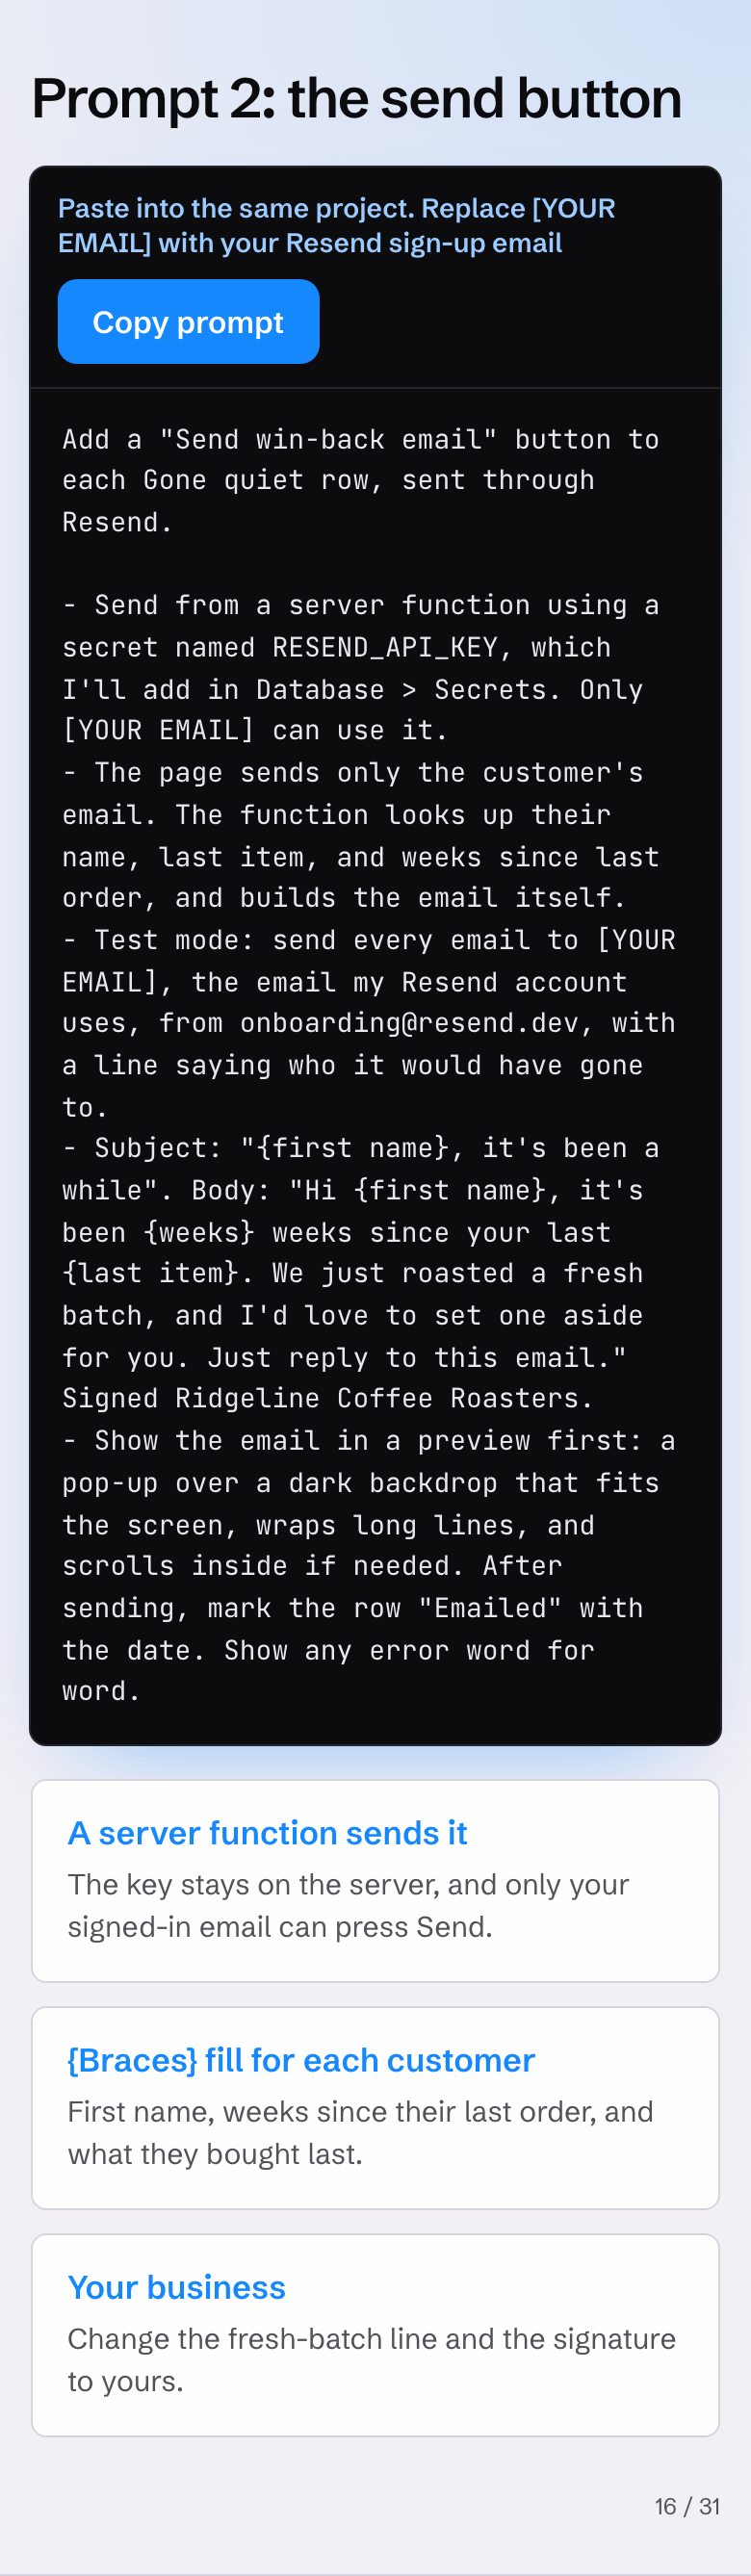 Prompt 2: the send button
Paste into the same project. Replace [YOUR
EMAIL] with your Resend sign-up email
Copy prompt
Add a "Send win-back email" button to
each Gone quiet row, sent through
Resend.
- Send from a server function using a
secret named RESEND_API_KEY, which
I'll add in Database > Secrets. Only
[YOUR EMAIL] can use it.
- The page sends only the customer's
email. The function looks up their
name, last item, and weeks since last
order, and builds the email itself.
- Test mode: send every email to [YOUR
EMAIL], the email my Resend account
uses, from onboarding@resend.dev, with
a line saying who it would have gone
to.
- Subject: "{first name}, it's been a
while". Body: "Hi {first name}, it's
been {weeks} weeks since your last
{last item}. We just roasted a fresh
batch, and I'd love to set one aside
for you. Just reply to this email."
Signed Ridgeline Coffee Roasters.
- Show the email in a preview first: a
pop-up over a dark backdrop that fits
the screen, wraps long lines, and
scrolls inside if needed. After
sending, mark the row "Emailed" with
the date. Show any error word for
word.
A server function sends it
The key stays on the server, and only your
signed-in email can press Send.
{Braces} fill for each customer
First name, weeks since their last order, and
what they bought last.
Your business
Change the fresh-batch line and the signature
to yours.
16 / 31